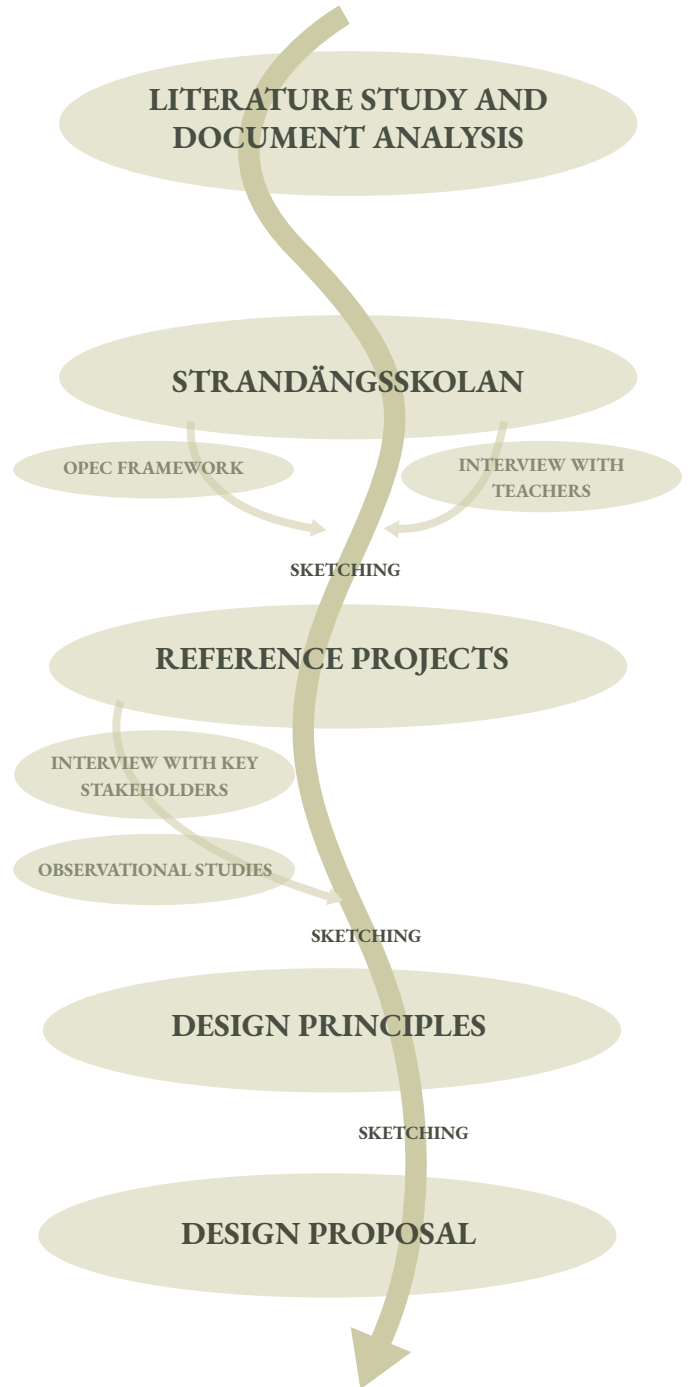 LITERATURE STUDY AND
DOCUMENT ANALYSIS
STRANDÄNGSSKOLAN
OPEC FRAMEWORK
INTERVIEW WITH
TEACHERS
SKETCHING
REFERENCE PROJECTS
INTERVIEW WITH KEY
STAKEHOLDERS
OBSERVATIONAL STUDIES
SKETCHING
DESIGN PRINCIPLES
SKETCHING
DESIGN PROPOSAL